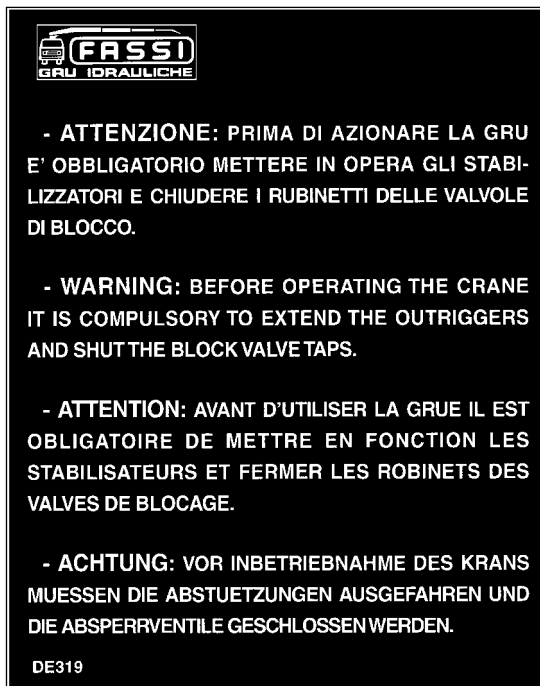 FASSI
GRU IDRAULICHE
- ATTENZIONE: PRIMA DI AZIONARE LA GRU
E' OBBLIGATORIO METTERE IN OPERA GLI STABI-
LIZZATORI E CHIUDERE I RUBINETTI DELLE VALVOLE
DI BLOCCO.
- WARNING: BEFORE OPERATING THE CRANE
IT IS COMPULSORY TO EXTEND THE OUTRIGGERS
AND SHUT THE BLOCK VALVE TAPS.
- ATTENTION: AVANT D'UTILISER LA GRUE IL EST
OBLIGATOIRE DE METTRE EN FONCTION LES
STABILISATEURS ET FERMER LES ROBINETS DES
VALVES DE BLOCAGE.
- ACHTUNG: VOR INBETRIEBNAHME DES KRANS
MUESSEN DIE ABSTUETZUNGEN AUSGEFAHREN UND
DIE ABSPERRVENTILE GESCHLOSSEN WERDEN.
DE319